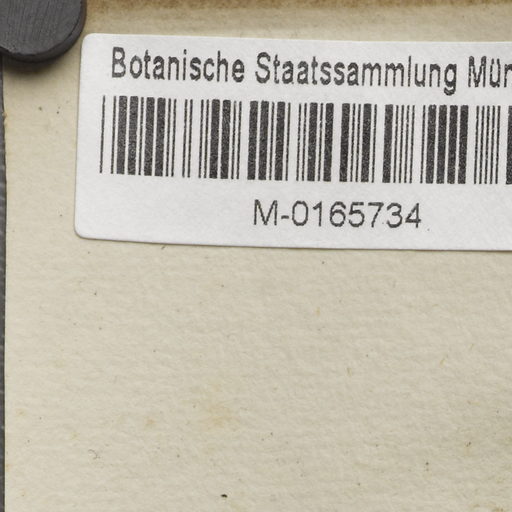 Botanische Staatssammlung Mün
M-0165734